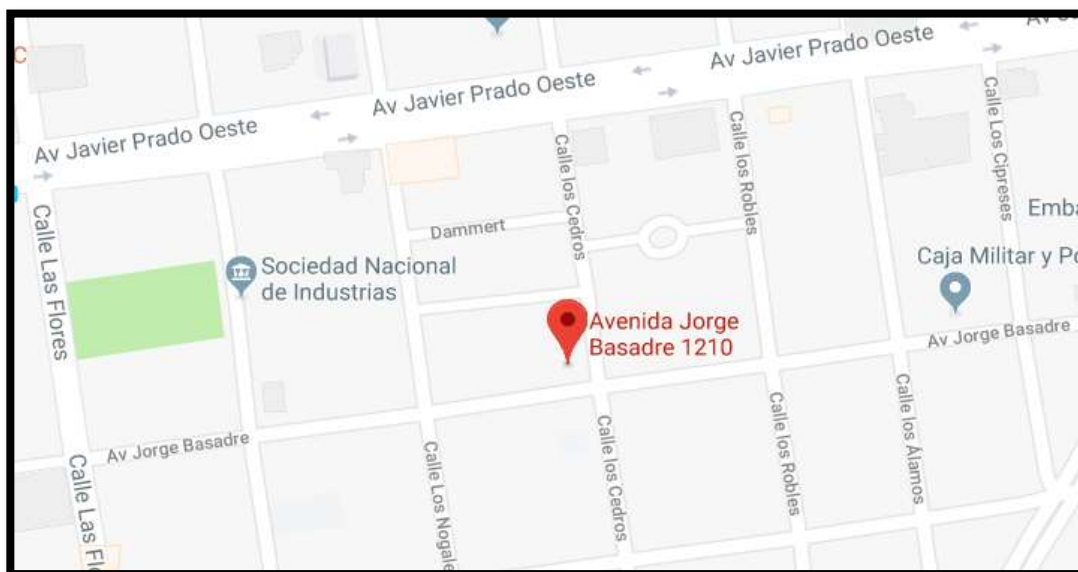 Av Javier Prado Oeste
Av Javier Prado Oeste
Av Javier Prado Oeste
C
Calle los Cedros
Calle los Robles
Calle Los Cipreses
Calle Las Flores
Dammert
Sociedad Nacional
de Industrias
Emba
Caja Militar y Po
Avenida Jorge
Basadre 1210
Av Jorge Basadre
Av Jorge Basadre
Calle Las Flo
Calle Los Nogale
Calle los Cedros
Calle los Robles
Calle los Álamos